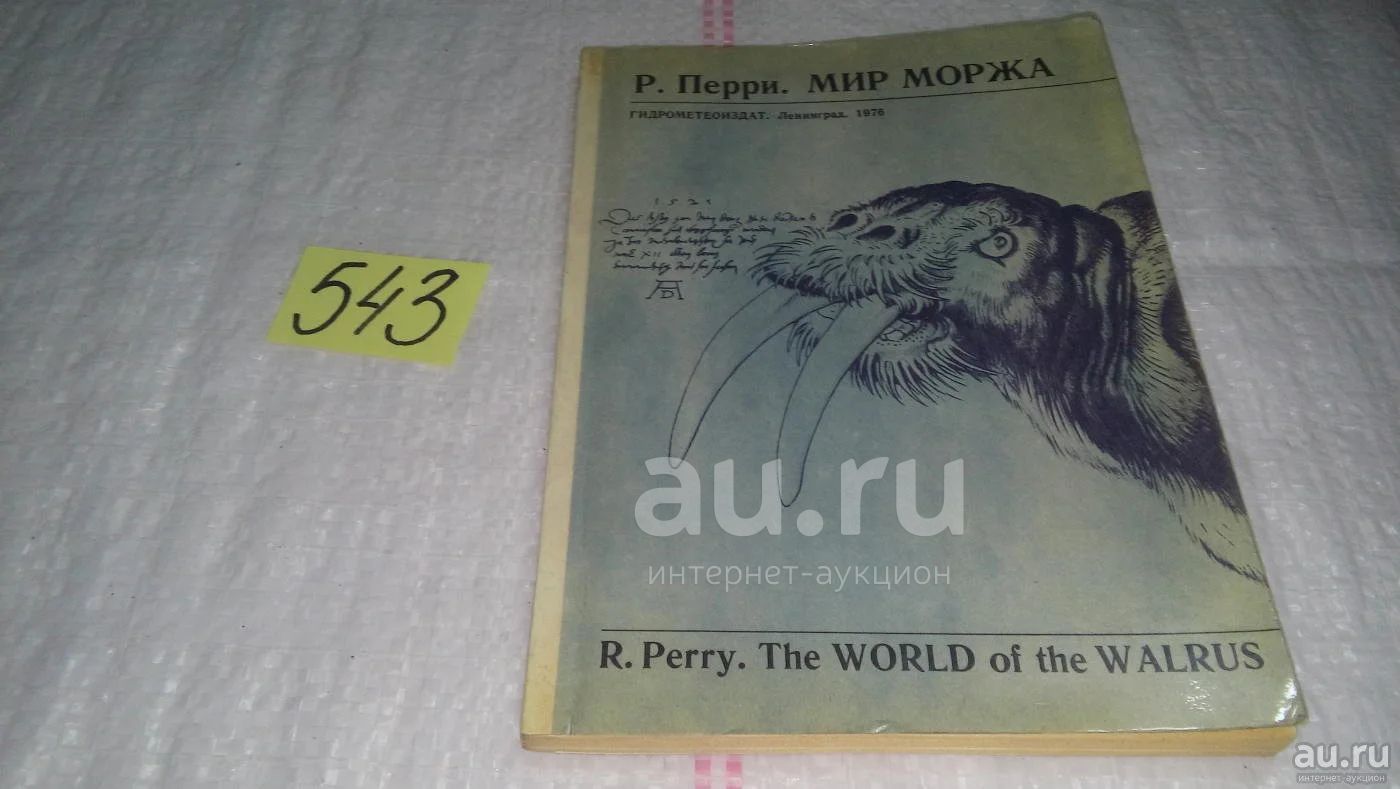 Р. Перри. МИР МОРЖА
ГИДРОМЕТЕОИЗДАТ. Ленинград. 1976
1521
AD
543
au.ru
интернет-аукцион
R. Perry. The WORLD of the WALRUS
au.ru
интернет-аукцион